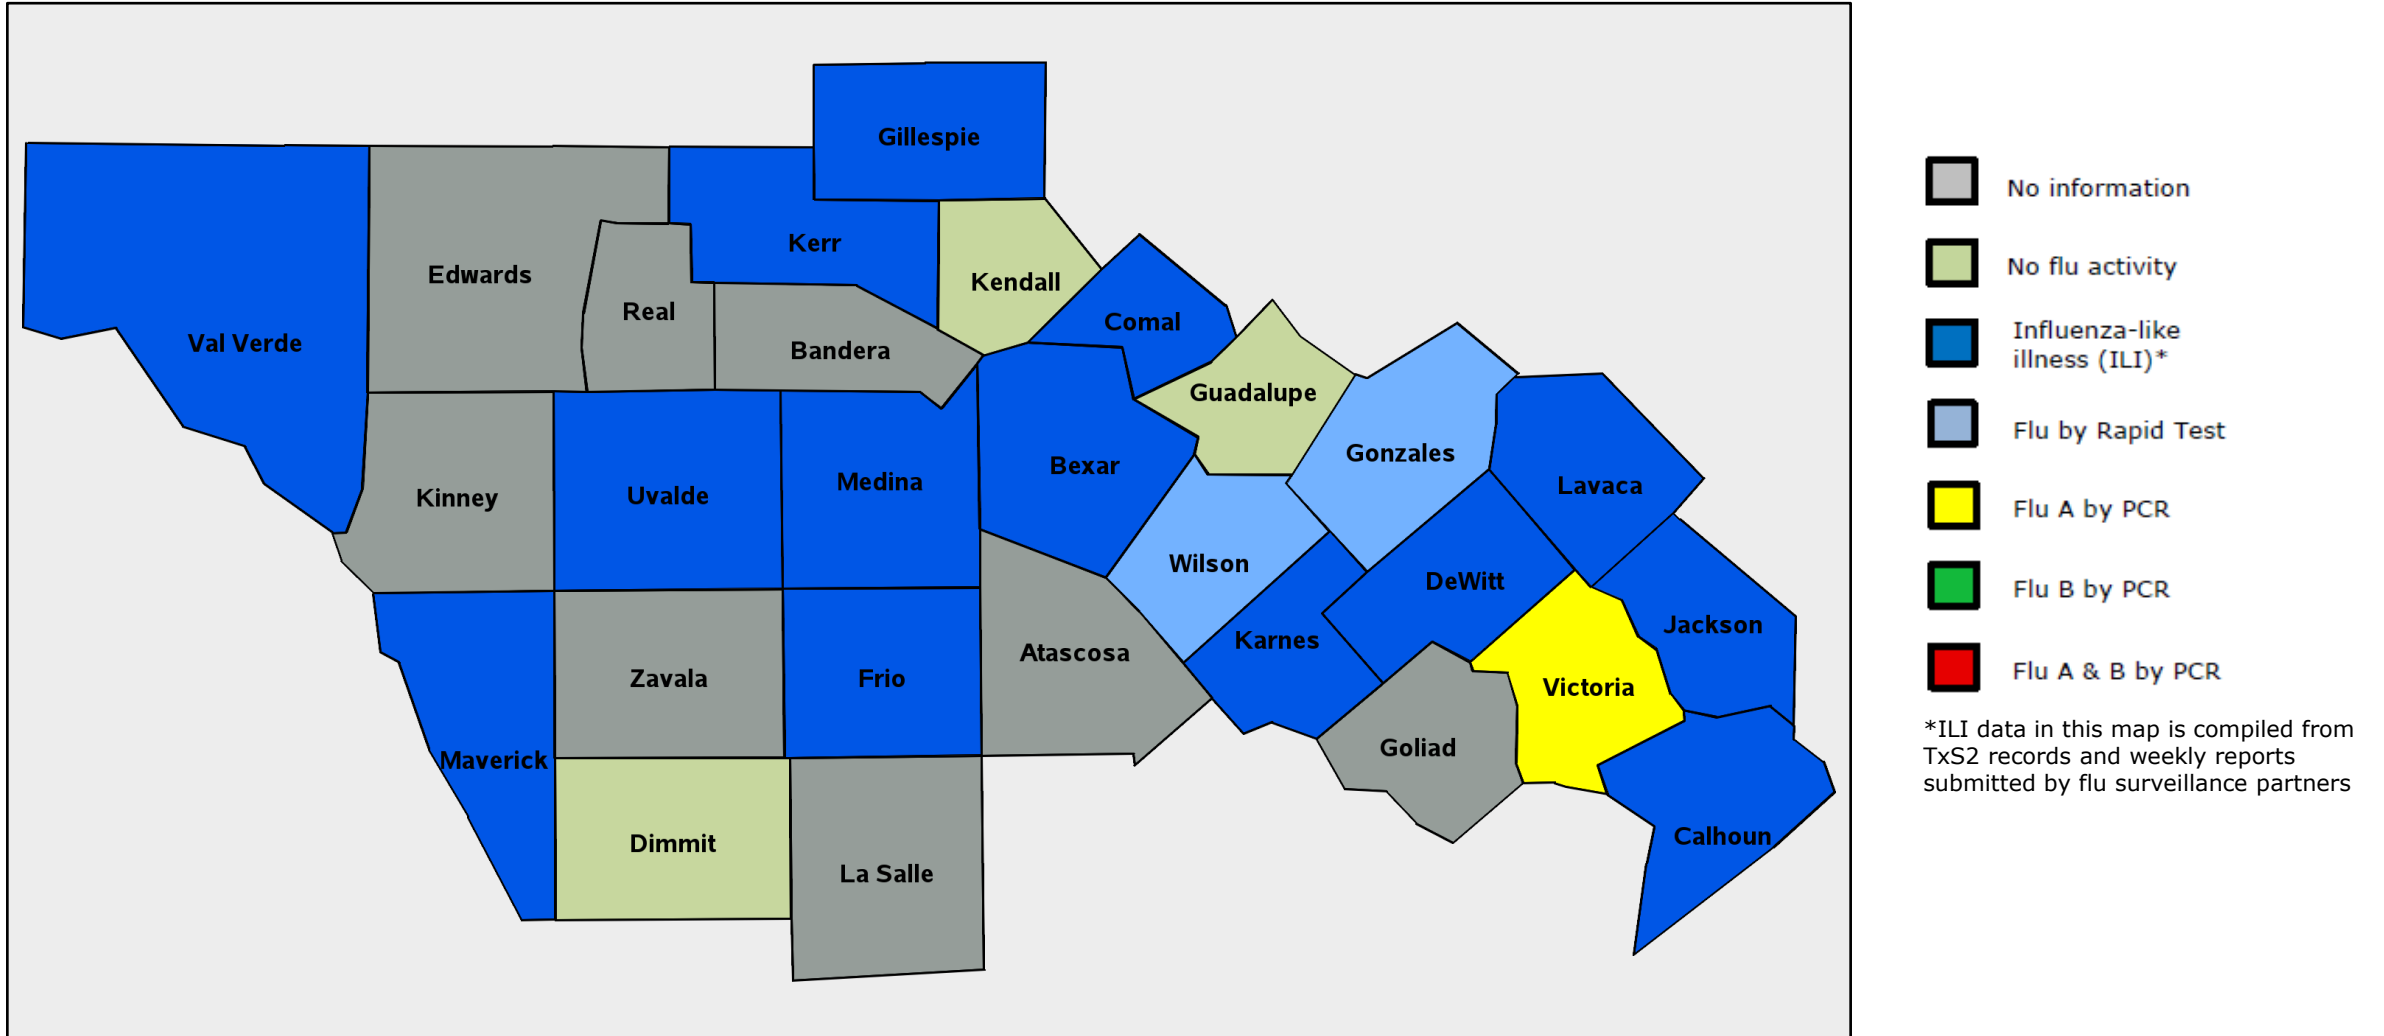 Gillespie
Kerr
Edwards
Kendall
Real
Comal
Val Verde
Bandera
Guadalupe
Gonzales
Bexar
Medina
Lavaca
Uvalde
Kinney
Wilson
DeWitt
Jackson
Karnes
Atascosa
Zavala
Frio
Victoria
Goliad
Maverick
Calhoun
Dimmit
La Salle
No information
No flu activity
Influenza-like
illness (ILI)*
Flu by Rapid Test
Flu A by PCR
Flu B by PCR
Flu A & B by PCR
*ILI data in this map is compiled from
TxS2 records and weekly reports
submitted by flu surveillance partners